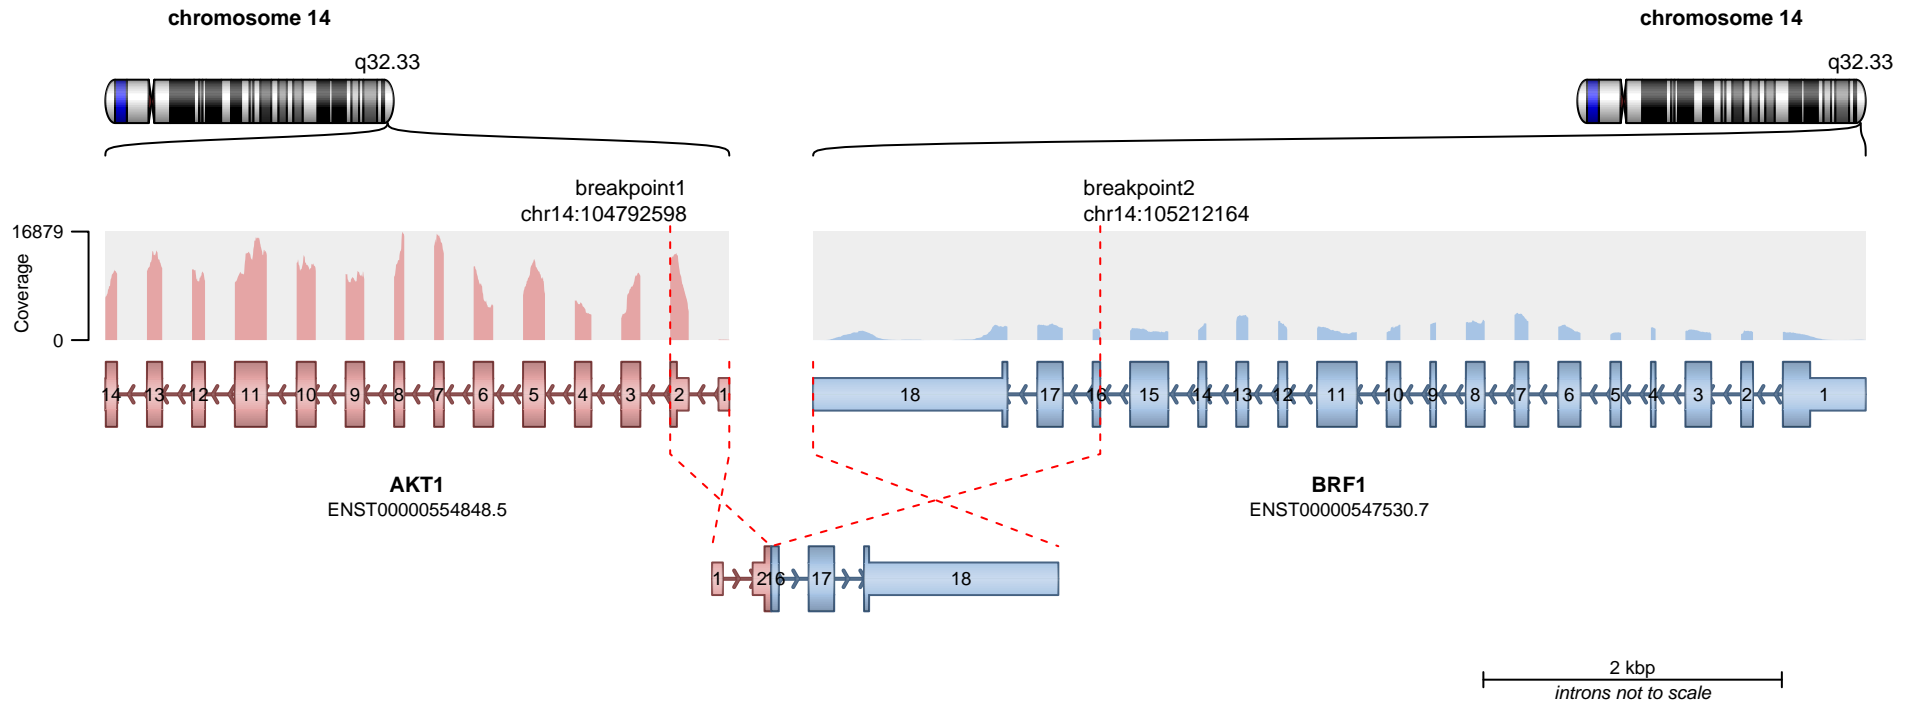 chromosome 14
chromosome 14
q32.33
q32.33
breakpoint1
chr14:104792598
breakpoint2
chr14:105212164
16879
Coverage
0
14 13 12 11 10 9 8 7 6 5 4 3 2 1
18 17 16 15 14 13 12 11 10 9 8 7 6 5 4 3 2 1
AKT1
ENST00000554848.5
BRF1
ENST00000547530.7
1 2 16 17 18
2 kbp
introns not to scale